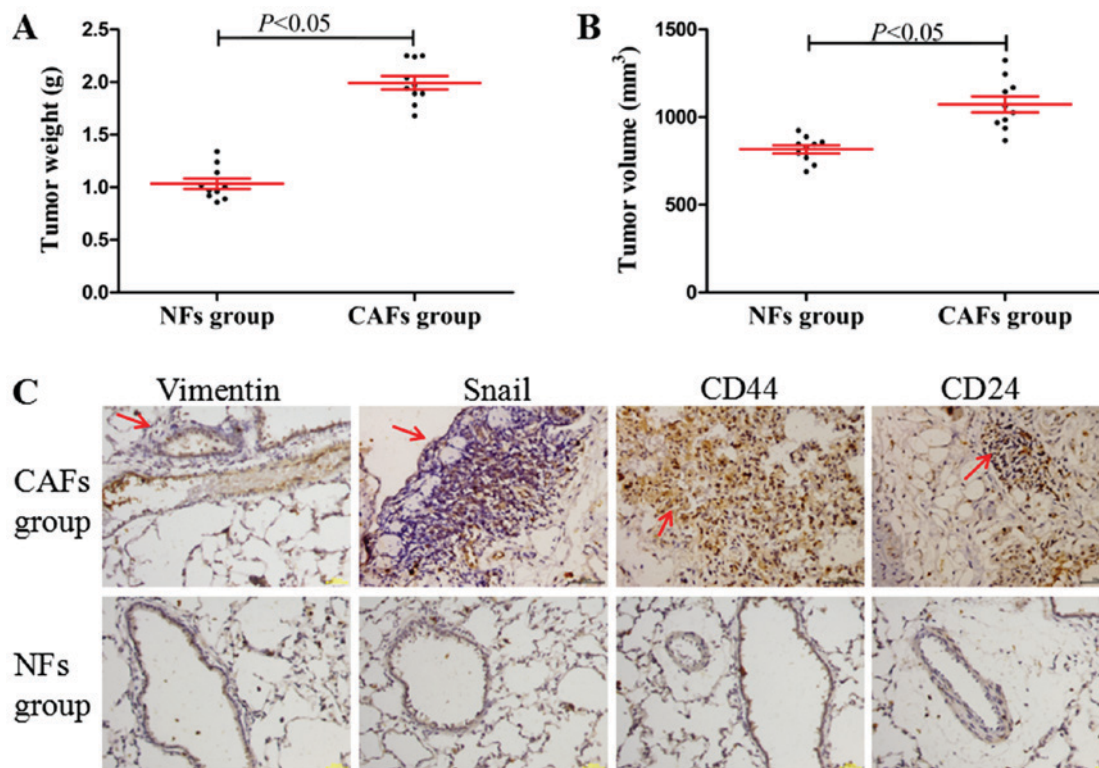 A
P<0.05
Tumor weight (g)
2.5
2.0
1.5
1.0
0.5
0.0
NFs group
CAFs group
B
P<0.05
Tumor volume (mm³)
1500
1000
500
0
NFs group
CAFs group
C
Vimentin
Snail
CD44
CD24
CAFs
group
NFs
group